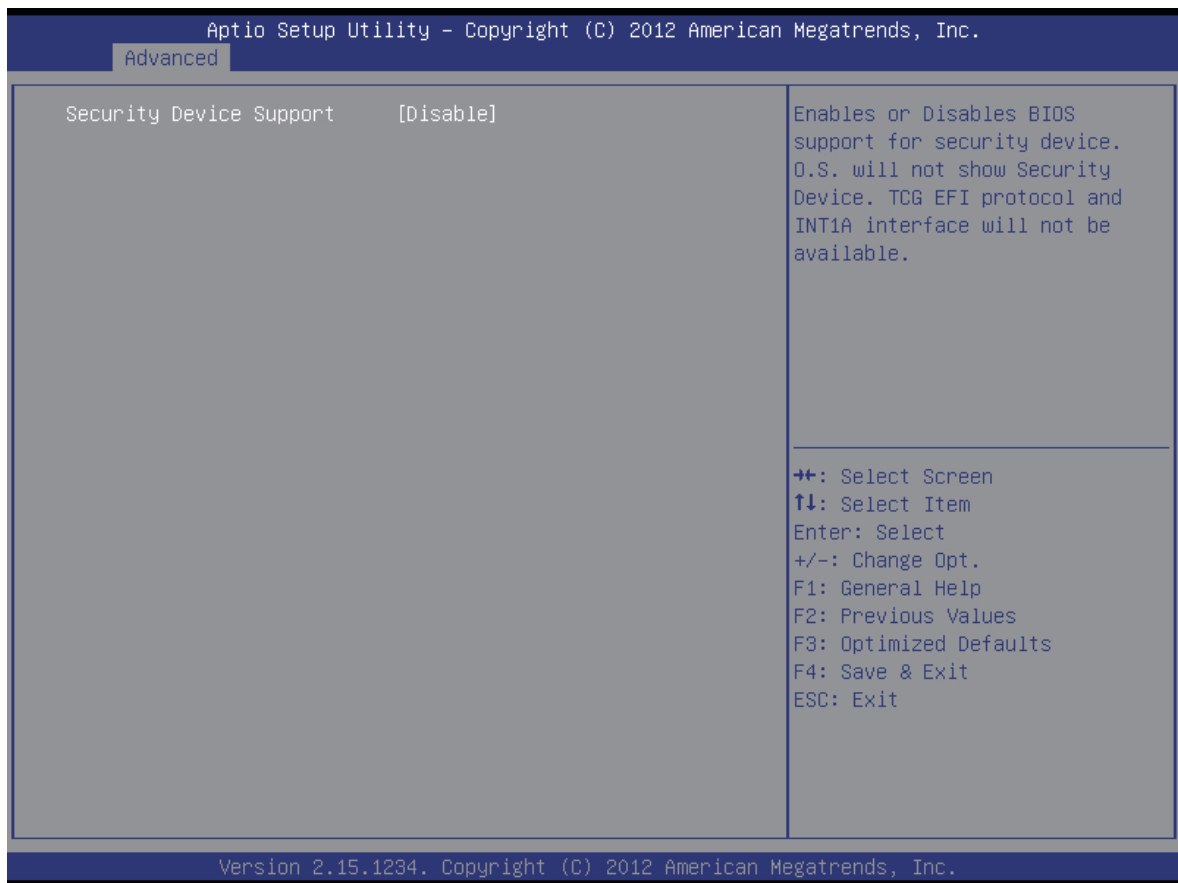 Aptio Setup Utility – Copyright (C) 2012 American Megatrends, Inc.
Advanced
Security Device Support [Disable]
Enables or Disables BIOS
support for security device.
O.S. will not show Security
Device. TCG EFI protocol and
INT1A interface will not be
available.
→←: Select Screen
↑↓: Select Item
Enter: Select
+/-: Change Opt.
F1: General Help
F2: Previous Values
F3: Optimized Defaults
F4: Save & Exit
ESC: Exit
Version 2.15.1234. Copyright (C) 2012 American Megatrends, Inc.